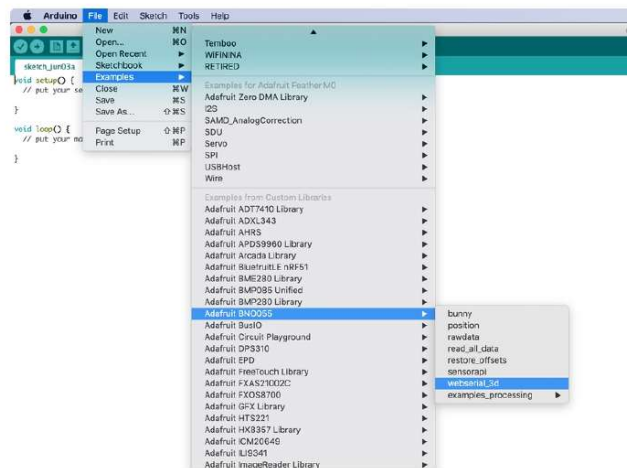 Arduino File Edit Sketch Tools Help
New ⌘N
Open... ⌘O
Open Recent
Sketchbook
Examples
Close ⌘W
Save ⌘S
Save As... ⇧⌘S
Page Setup ⇧⌘P
Print ⌘P
sketch_jun03a
void setup() {
// put your se
}
void loop() {
// put your ma
}
Temboo
WiFININA
RETIRED
Examples for Adafruit Feather M0
Adafruit Zero DMA Library
I2S
SAMD_AnalogCorrection
SDU
Servo
SPI
USBHost
Wire
Examples from Custom Libraries
Adafruit ADT7410 Library
Adafruit ADXL343
Adafruit AHRS
Adafruit APDS9960 Library
Adafruit Arcada Library
Adafruit BluefruitLE nRF51
Adafruit BME280 Library
Adafruit BMP085 Unified
Adafruit BMP280 Library
Adafruit BNO055
Adafruit BusIO
Adafruit Circuit Playground
Adafruit DPS310
Adafruit EPD
Adafruit FreeTouch Library
Adafruit FXAS21002C
Adafruit FXOS8700
Adafruit GFX Library
Adafruit HTS221
Adafruit HX8357 Library
Adafruit ICM20649
Adafruit ILI9341
Adafruit ImageReader Library
bunny
position
rawdata
read_all_data
restore_offsets
sensorapi
webserial_3d
examples_processing